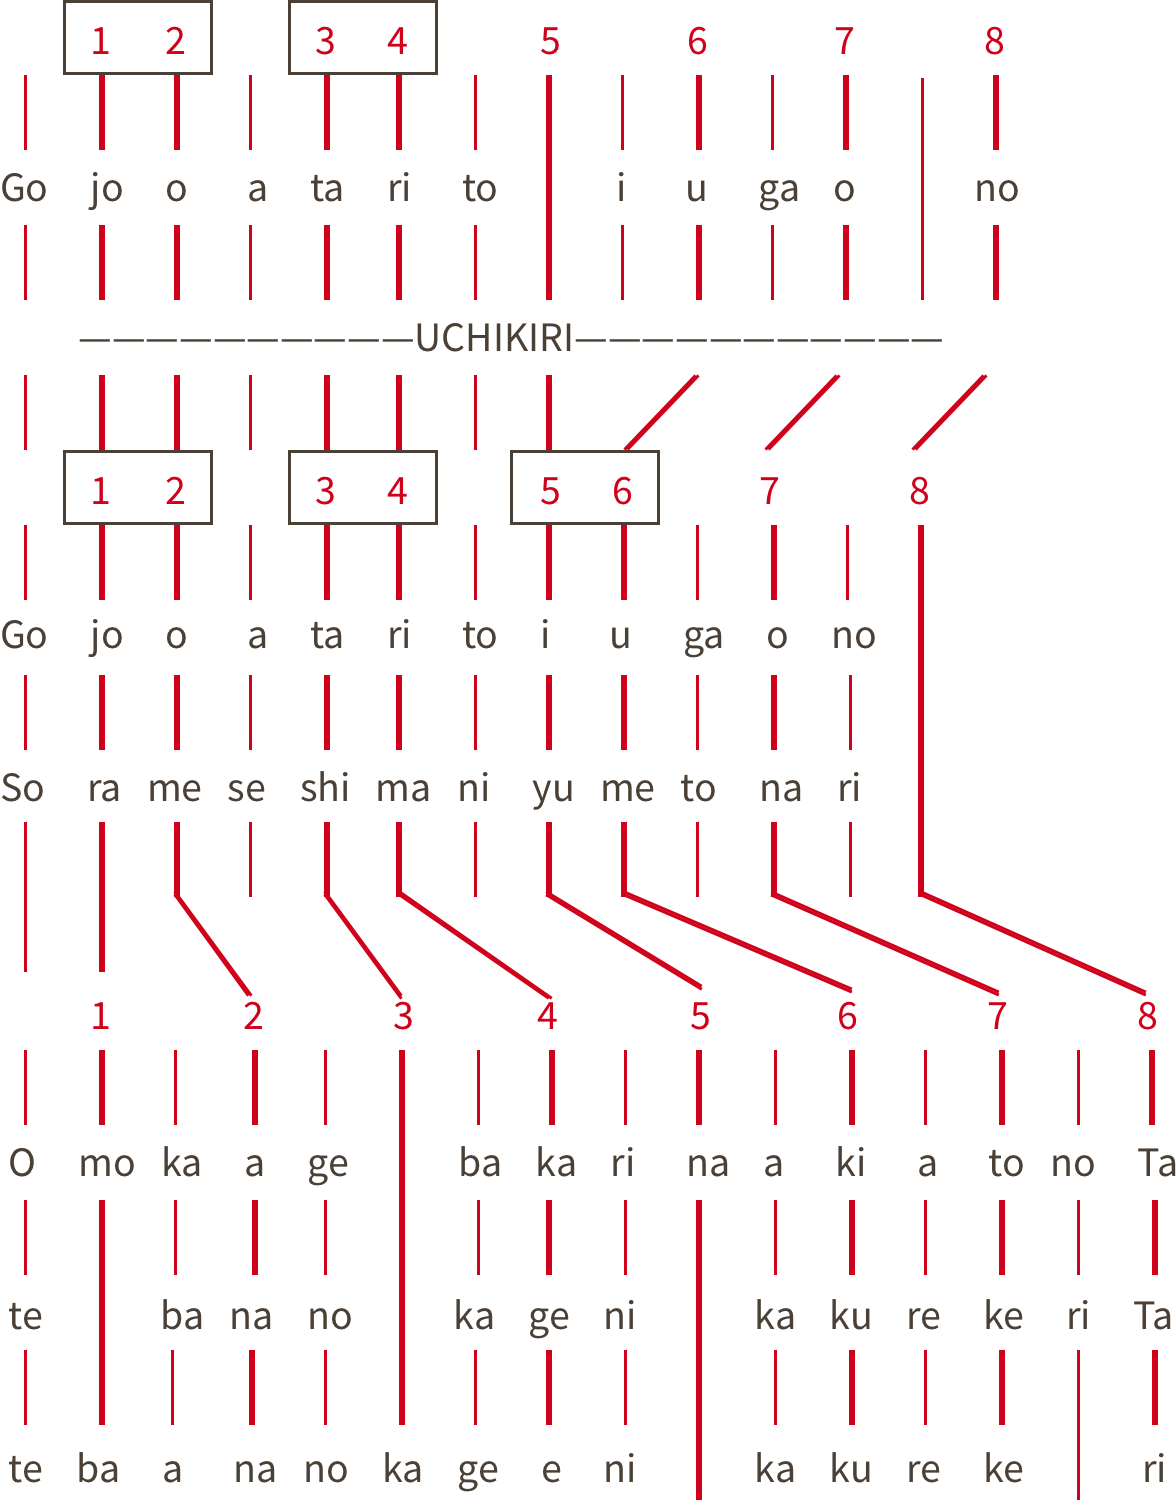 1 2 3 4 5 6 7 8
Go jo o a ta ri to i u ga o no
———————————UCHIKIRI———————————
1 2 3 4 5 6 7 8
Go jo o a ta ri to i u ga o no
So ra me se shi ma ni yu me to na ri
1 2 3 4 5 6 7 8
O mo ka a ge ba ka ri na a ki a to no Ta
te ba na no ka ge ni ka ku re ke ri Ta
te ba a na no ka ge e ni ka ku re ke ri